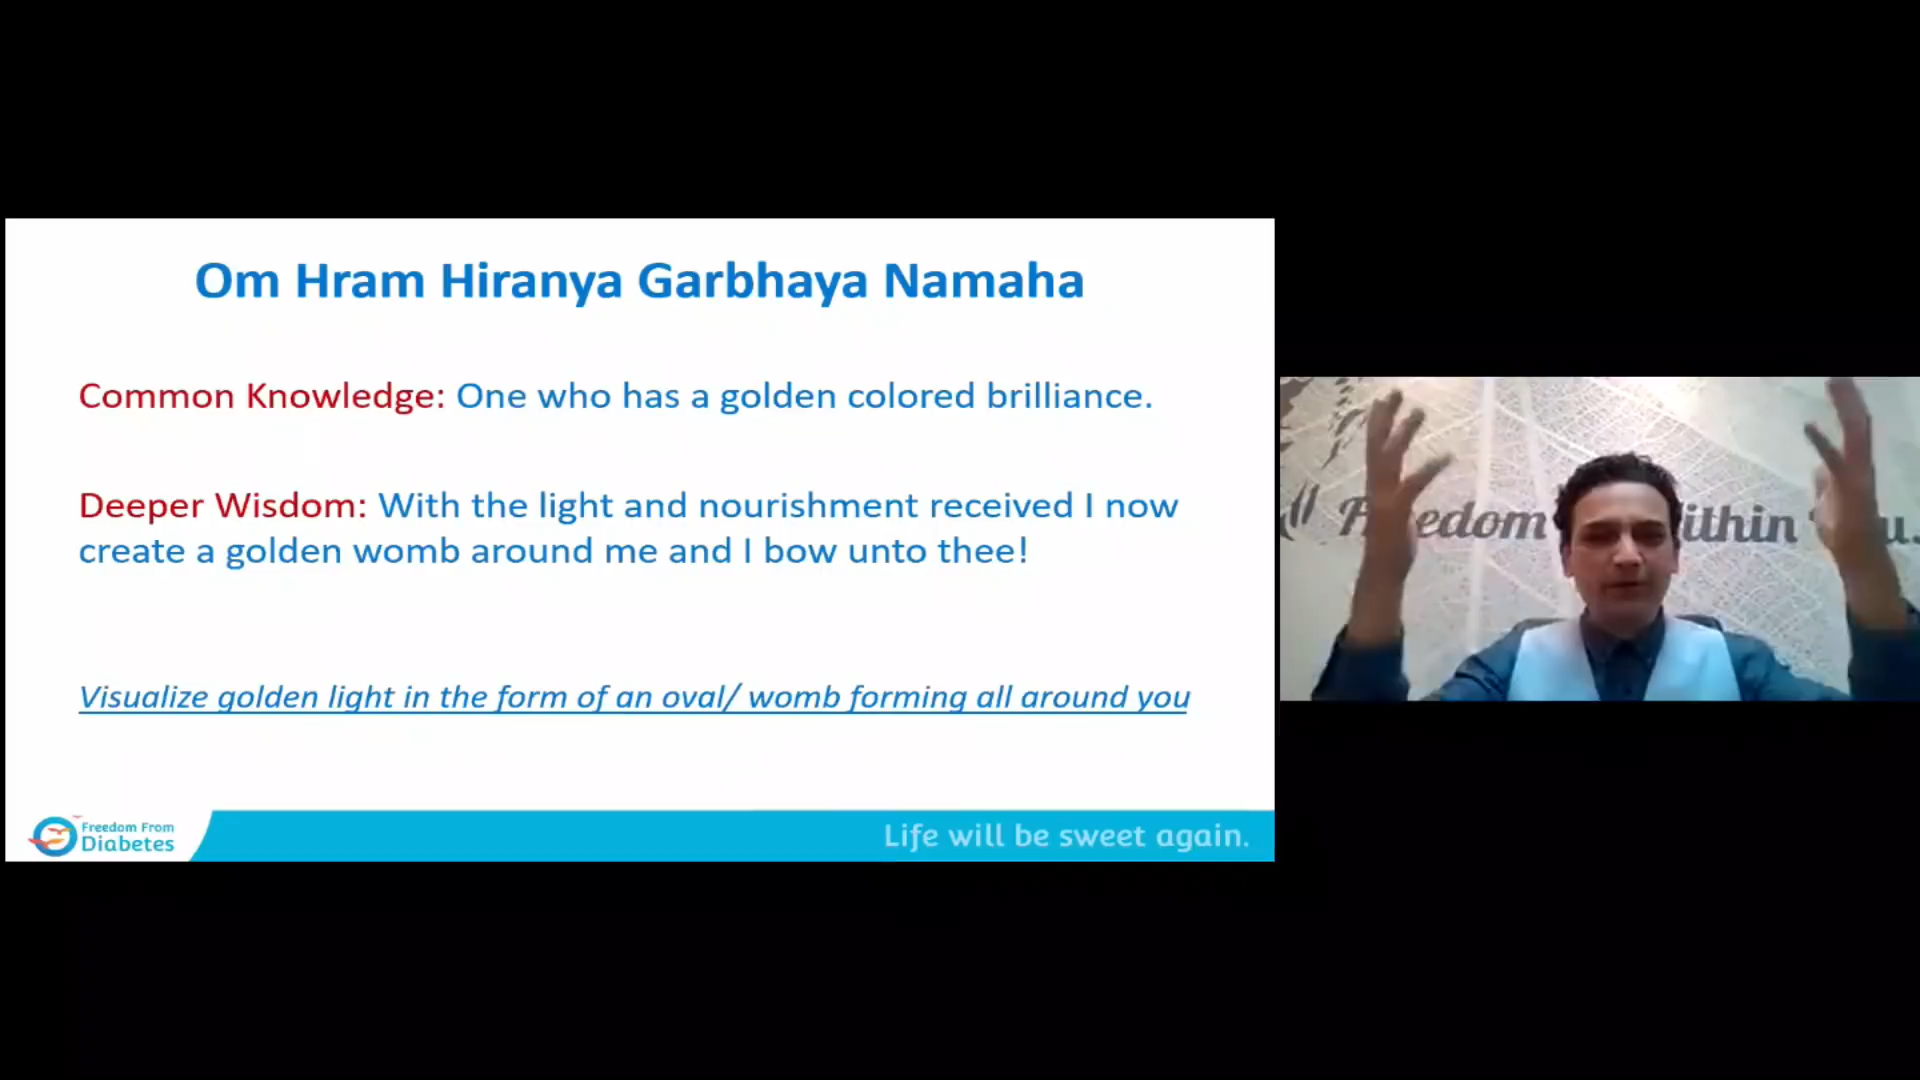 Om Hram Hiranya Garbhaya Namaha
Common Knowledge: One who has a golden colored brilliance.
Deeper Wisdom: With the light and nourishment received I now
create a golden womb around me and I bow unto thee!
Visualize golden light in the form of an oval/ womb forming all around you
Freedom From
Diabetes
Life will be sweet again.